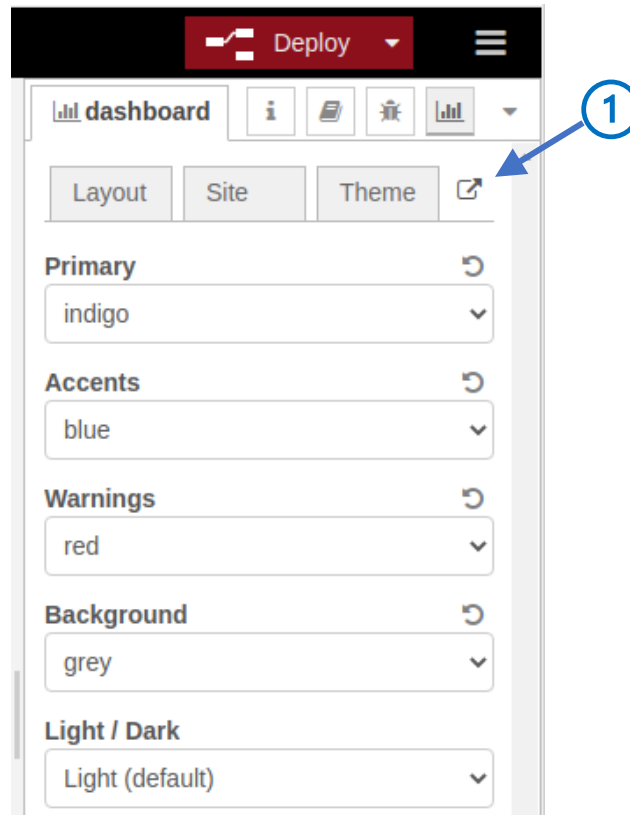 Deploy
dashboard
i
1
Layout Site Theme
Primary
indigo
Accents
blue
Warnings
red
Background
grey
Light / Dark
Light (default)